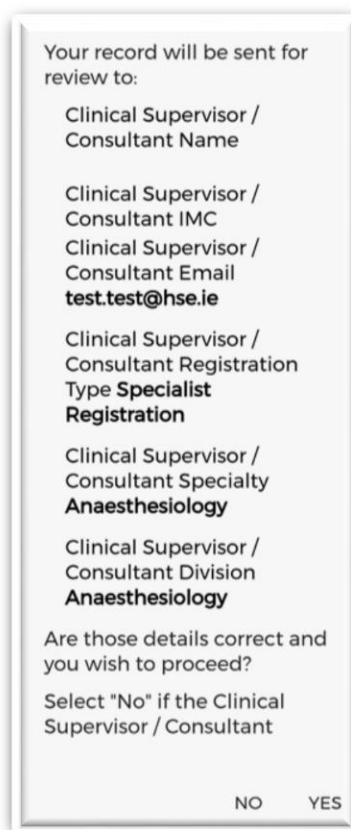 Your record will be sent for
review to:
Clinical Supervisor /
Consultant Name
Clinical Supervisor /
Consultant IMC
Clinical Supervisor /
Consultant Email
test.test@hse.ie
Clinical Supervisor /
Consultant Registration
Type Specialist
Registration
Clinical Supervisor /
Consultant Specialty
Anaesthesiology
Clinical Supervisor /
Consultant Division
Anaesthesiology
Are those details correct and
you wish to proceed?
Select "No" if the Clinical
Supervisor / Consultant
NO YES